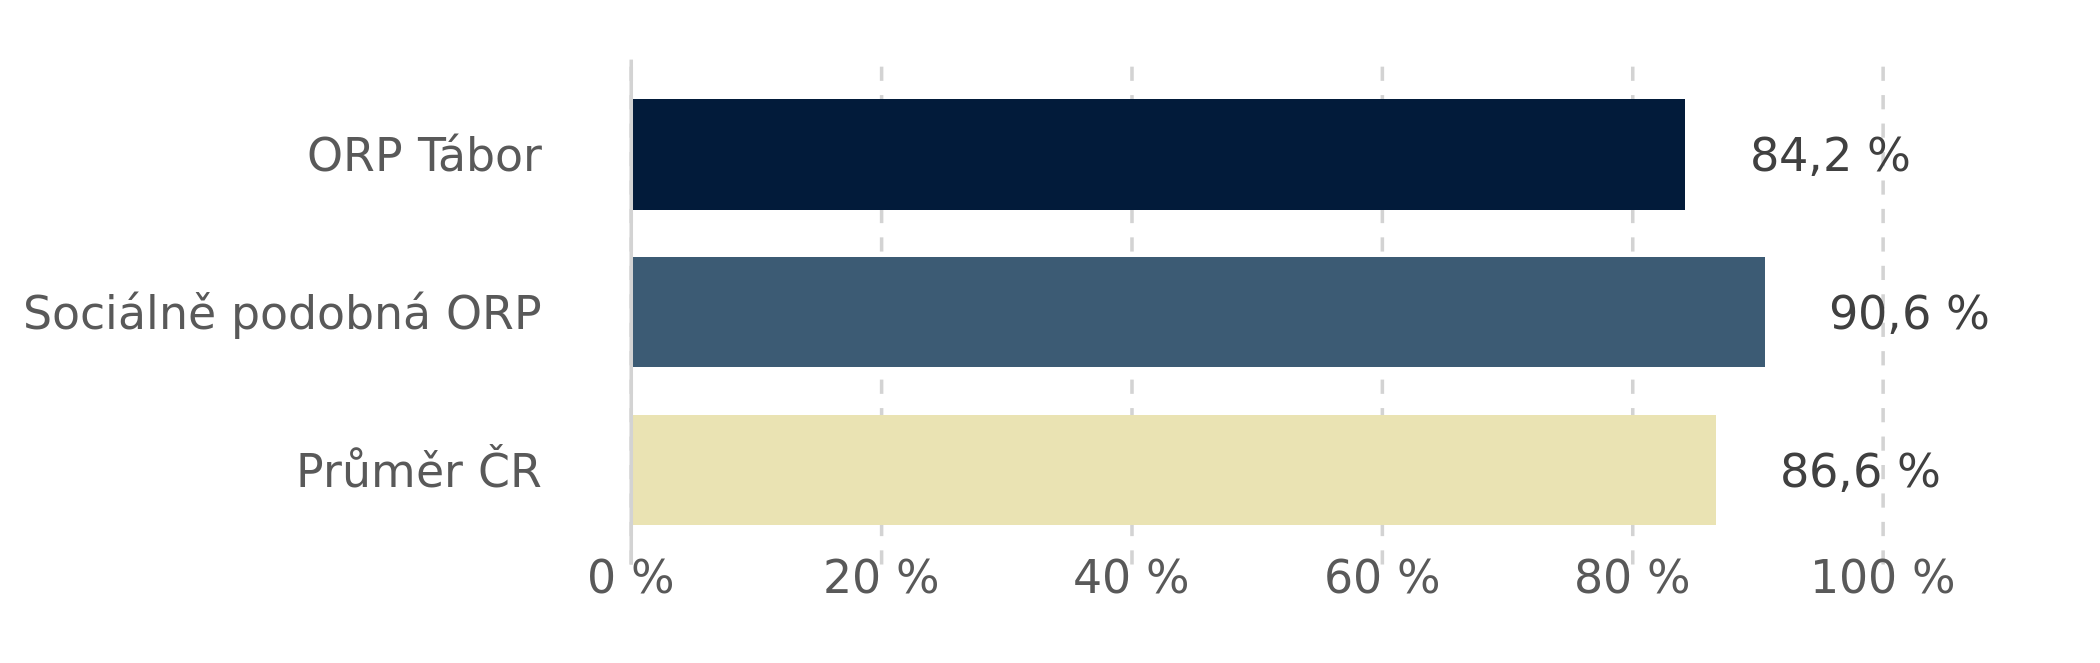 ORP Tábor
84,2 %
Sociálně podobná ORP
90,6 %
Průměr ČR
86,6 %
0 % 20 % 40 % 60 % 80 % 100 %